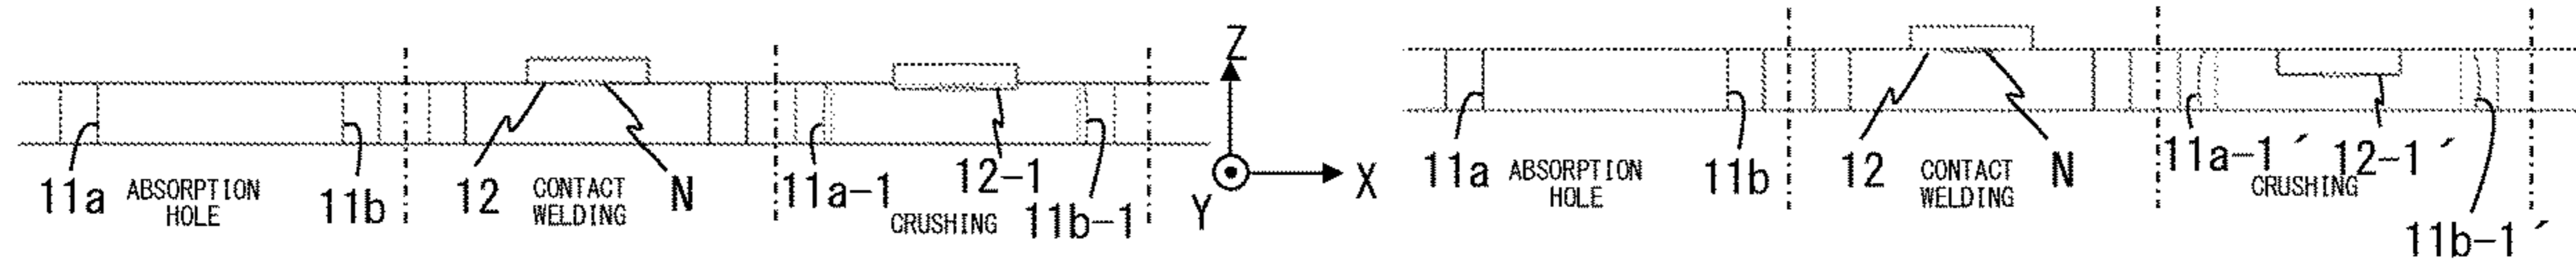 Z
X
Y
11a
ABSORPTION
HOLE
11b
12
CONTACT
WELDING
N
11a-1
12-1
CRUSHING
11b-1
11a
ABSORPTION
HOLE
11b
12
CONTACT
WELDING
N
11a-1´
12-1´
CRUSHING
11b-1´